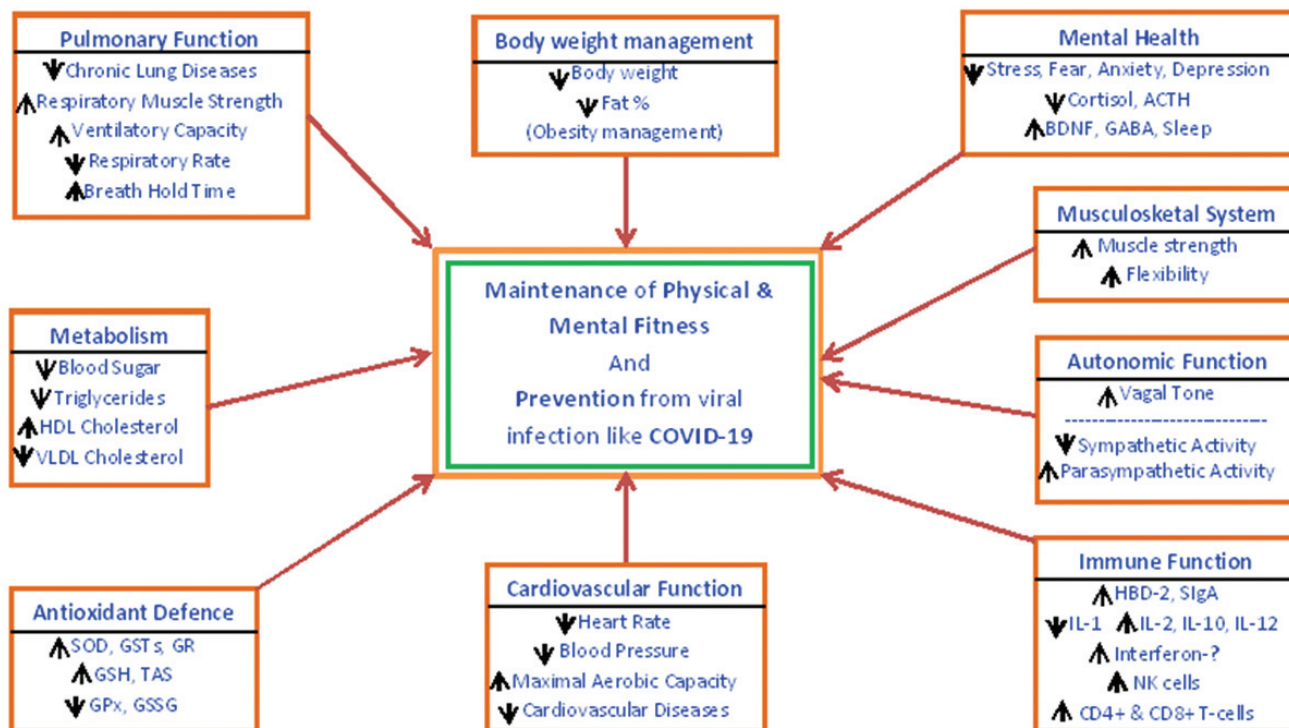 Pulmonary Function
Chronic Lung Diseases
Respiratory Muscle Strength
Ventilatory Capacity
Respiratory Rate
Breath Hold Time
Body weight management
Body weight
Fat %
(Obesity management)
Mental Health
Stress, Fear, Anxiety, Depression
Cortisol, ACTH
BDNF, GABA, Sleep
Musculosketal System
Muscle strength
Flexibility
Maintenance of Physical &
Mental Fitness
And
Prevention from viral
infection like COVID-19
Metabolism
Blood Sugar
Triglycerides
HDL Cholesterol
VLDL Cholesterol
Autonomic Function
Vagal Tone
------------------------------
Sympathetic Activity
Parasympathetic Activity
Antioxidant Defence
SOD, GSTs, GR
GSH, TAS
GPx, GSSG
Cardiovascular Function
Heart Rate
Blood Pressure
Maximal Aerobic Capacity
Cardiovascular Diseases
Immune Function
HBD-2, SIgA
IL-1 IL-2, IL-10, IL-12
Interferon-?
NK cells
CD4+ & CD8+ T-cells